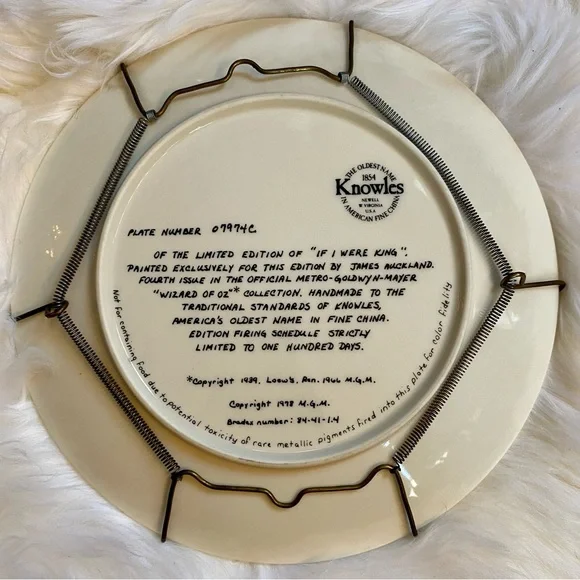 THE OLDEST NAME
1854
Knowles
NEWELL
W. VIRGINIA
U.S.A
IN AMERICAN FINE CHINA
PLATE NUMBER 07974C
OF THE LIMITED EDITION OF "IF I WERE KING".
PAINTED EXCLUSIVELY FOR THIS EDITION BY JAMES AUCKLAND.
FOURTH ISSUE IN THE OFFICIAL METRO-GOLDWYN-MAYER
"WIZARD OF OZ"* COLLECTION. HANDMADE TO THE
TRADITIONAL STANDARDS OF KNOWLES,
AMERICA'S OLDEST NAME IN FINE CHINA.
EDITION FIRING SCHEDULE STRICTLY
LIMITED TO ONE HUNDRED DAYS.
*Copyright 1939, Loew's, Ren. 1966 M.G.M.
Copyright 1978 M.G.M.
Bradex number: 84-41-1.4
Not for containing food due to potential toxicity of rare metallic pigments fired into this plate for color fidelity